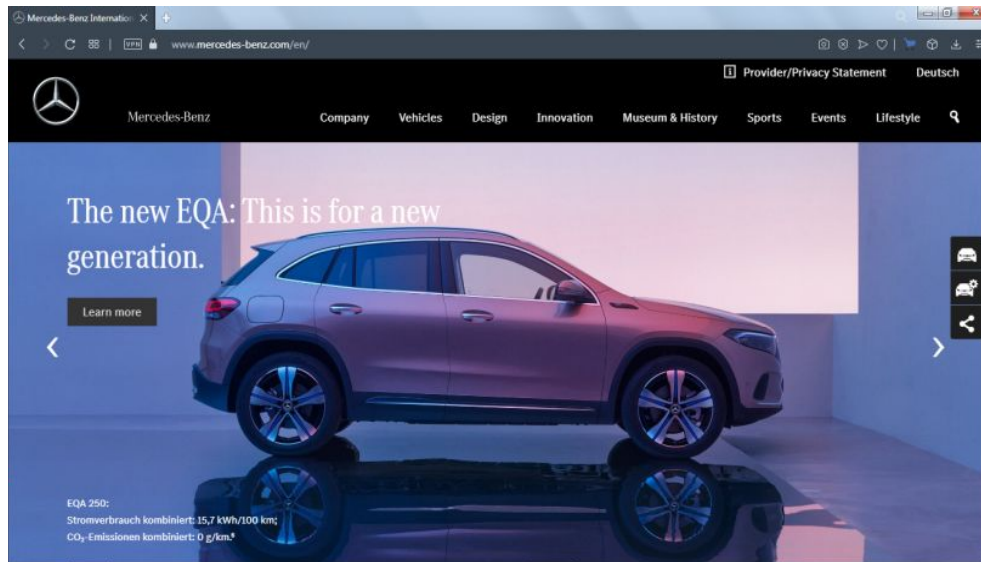 Mercedes-Benz Internation
VPN www.mercedes-benz.com/en/
i Provider/Privacy Statement Deutsch
Mercedes-Benz Company Vehicles Design Innovation Museum & History Sports Events Lifestyle
The new EQA: This is for a new
generation.
Learn more
EQA 250:
Stromverbrauch kombiniert: 15,7 kWh/100 km;
CO₂-Emissionen kombiniert: 0 g/km.⁶